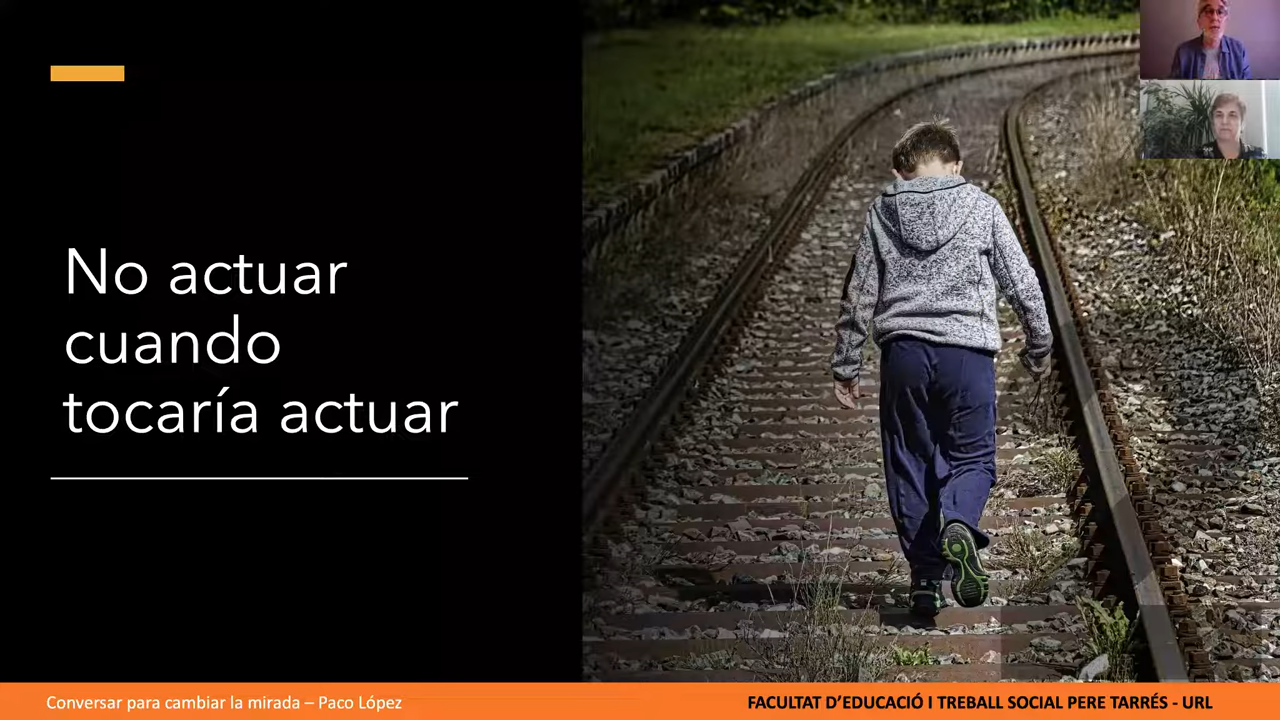 No actuar
cuando
tocaría actuar
Conversar para cambiar la mirada – Paco López
FACULTAT D’EDUCACIÓ I TREBALL SOCIAL PERE TARRÉS - URL